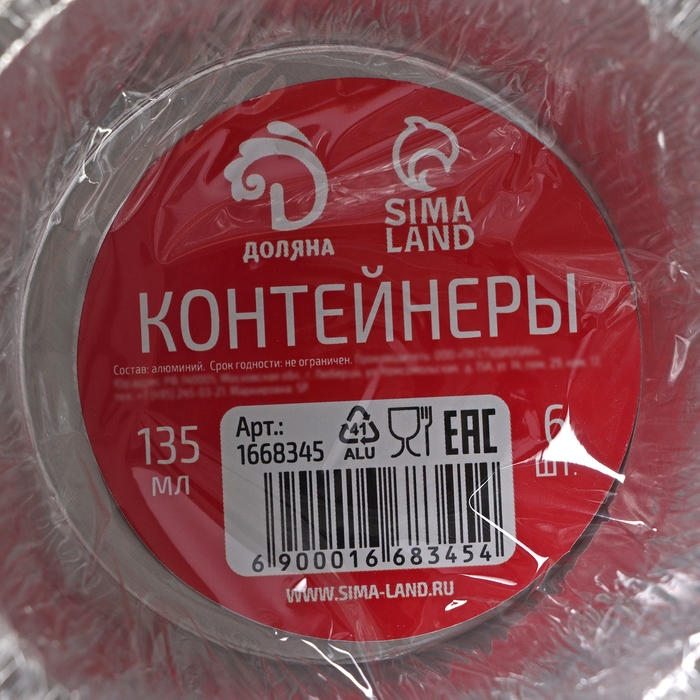 ДОЛЯНА
SIMA
LAND
КОНТЕЙНЕРЫ
Состав: алюминий. Срок годности: не ограничен.
135
мл
Арт.:
1668345
41
ALU
EAC
6
шт.
6 900016 683454
WWW.SIMA-LAND.RU